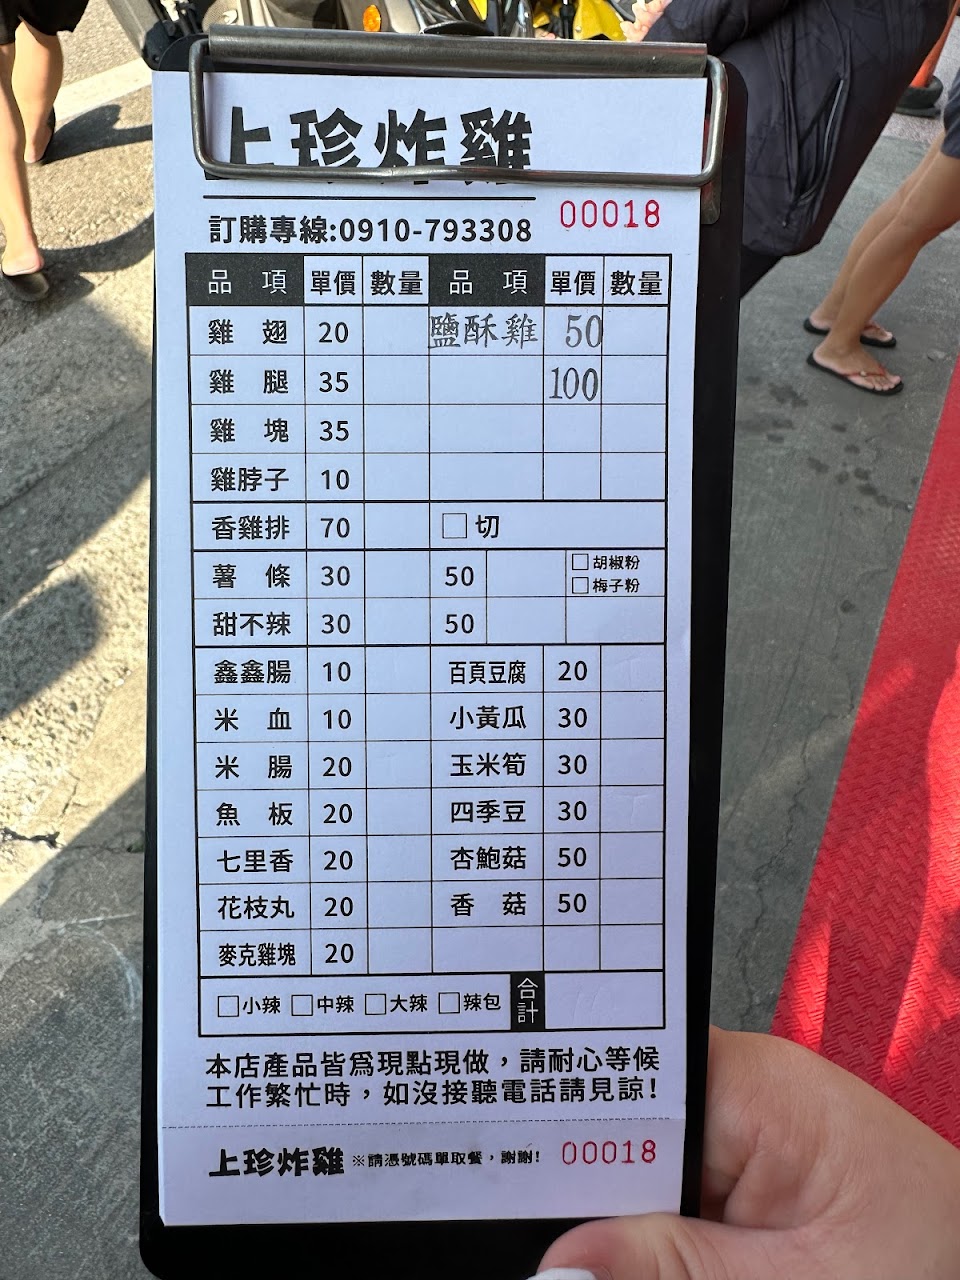 上珍炸雞
訂購專線:0910-793308 00018
品項 單價 數量 品項 單價 數量
雞翅 20 鹽酥雞 50
雞腿 35 100
雞塊 35
雞脖子 10
香雞排 70 □切
薯條 30 50 □胡椒粉
□梅子粉
甜不辣 30 50
鑫鑫腸 10 百頁豆腐 20
米血 10 小黃瓜 30
米腸 20 玉米筍 30
魚板 20 四季豆 30
七里香 20 杏鮑菇 50
花枝丸 20 香菇 50
麥克雞塊 20
□小辣 □中辣 □大辣 □辣包 合計
本店產品皆為現點現做，請耐心等候
工作繁忙時，如沒接聽電話請見諒！
上珍炸雞 ※請憑號碼單取餐，謝謝！ 00018